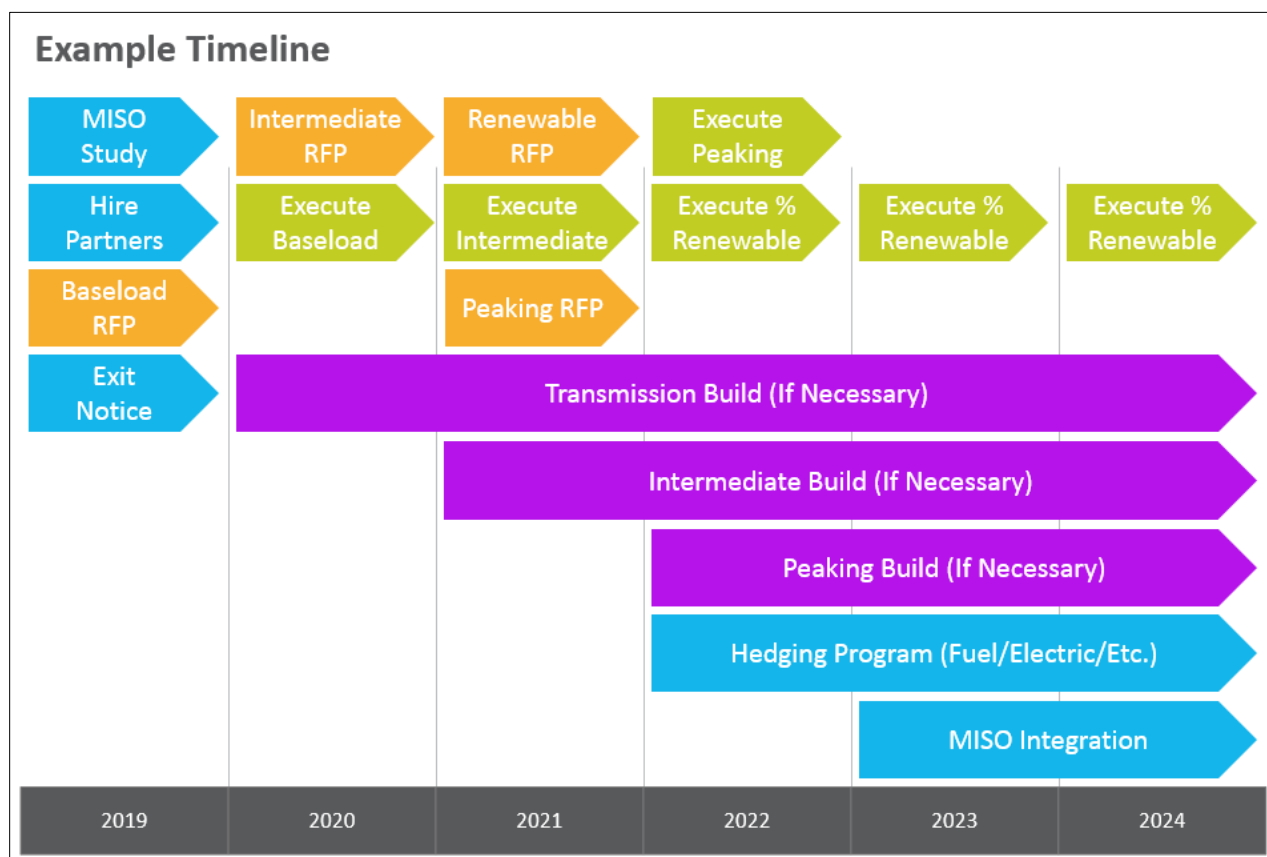 Example Timeline
MISO
Study
Intermediate
RFP
Renewable
RFP
Execute
Peaking
Hire
Partners
Execute
Baseload
Execute
Intermediate
Execute %
Renewable
Execute %
Renewable
Execute %
Renewable
Baseload
RFP
Peaking RFP
Exit
Notice
Transmission Build (If Necessary)
Intermediate Build (If Necessary)
Peaking Build (If Necessary)
Hedging Program (Fuel/Electric/Etc.)
MISO Integration
2019
2020
2021
2022
2023
2024